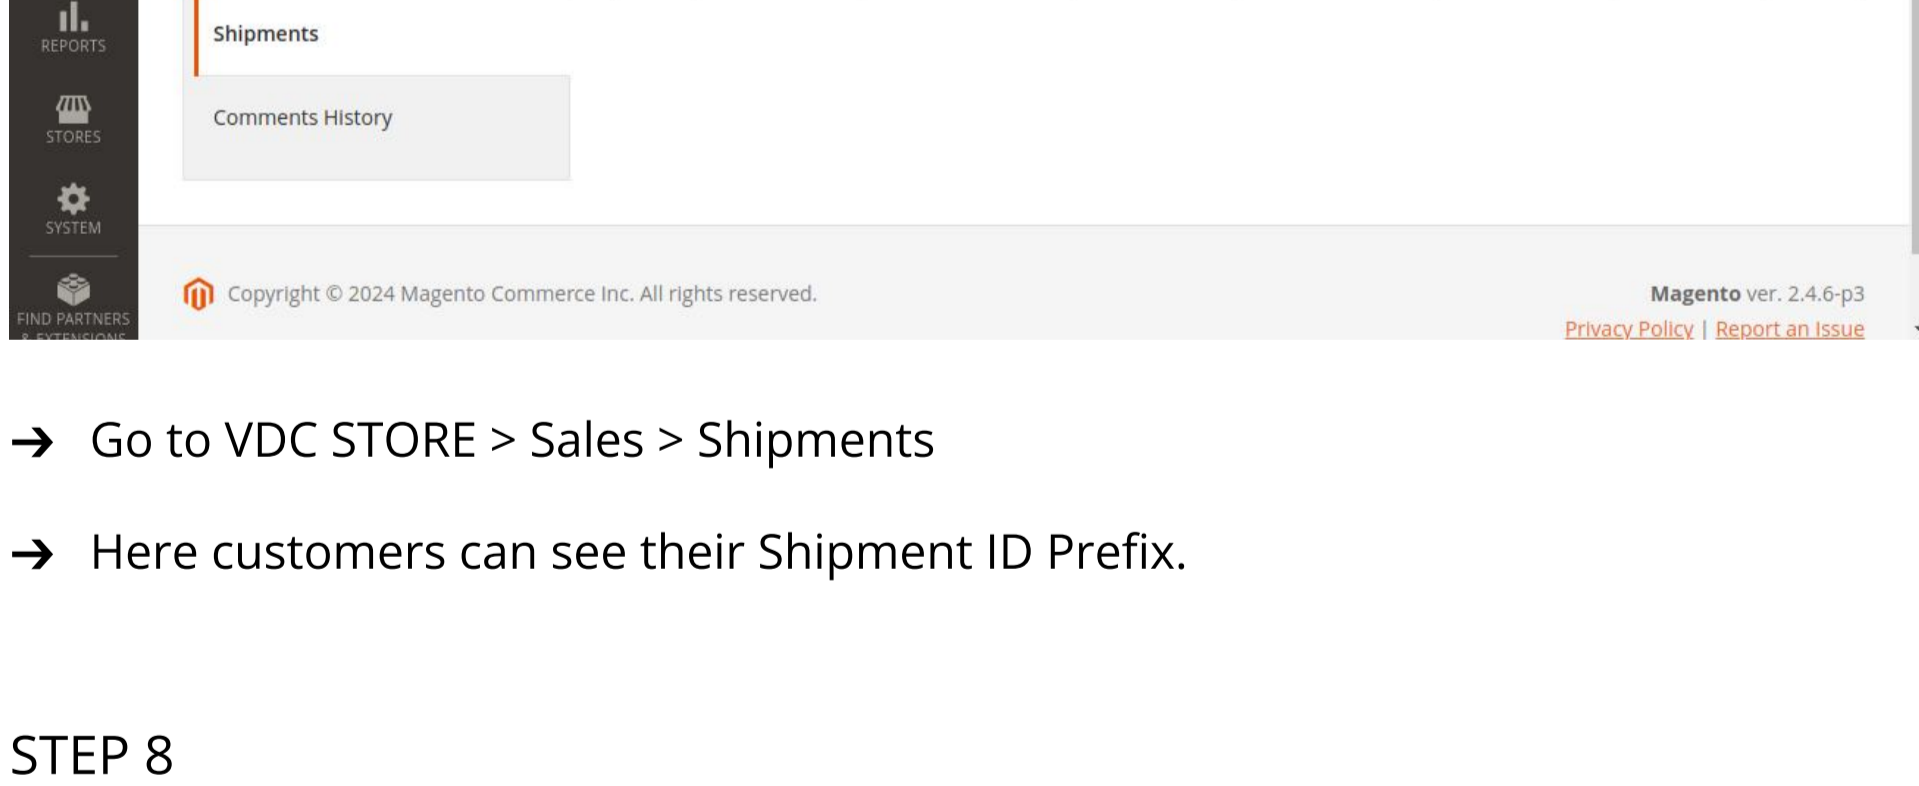 REPORTS
Shipments
STORES
Comments History
SYSTEM
FIND PARTNERS
& EXTENSIONS
Copyright © 2024 Magento Commerce Inc. All rights reserved.
Magento ver. 2.4.6-p3
Privacy Policy | Report an Issue
➔ Go to VDC STORE > Sales > Shipments
➔ Here customers can see their Shipment ID Prefix.
STEP 8